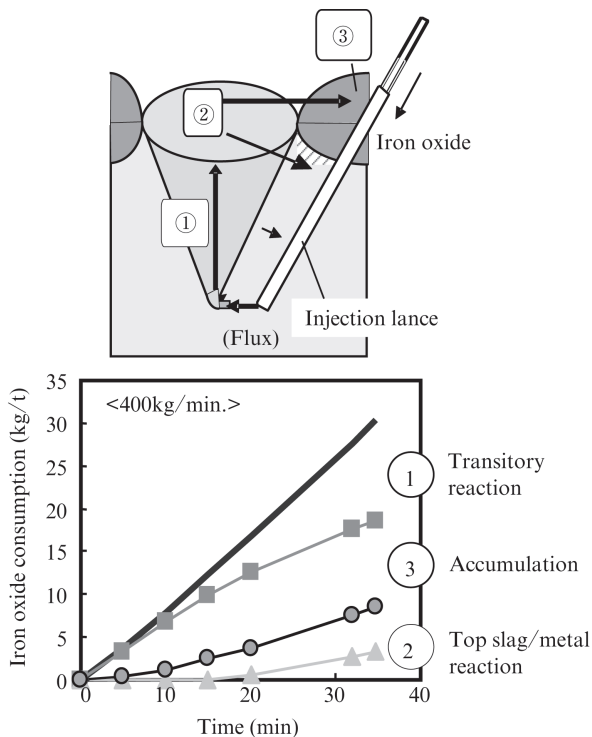 ③
②
Iron oxide
①
Injection lance
(Flux)
35
<400kg/min.>
30
25
20
15
10
5
0
0
10
20
30
40
Iron oxide consumption (kg/t)
Time (min)
1
Transitory
reaction
3
Accumulation
2
Top slag/metal
reaction